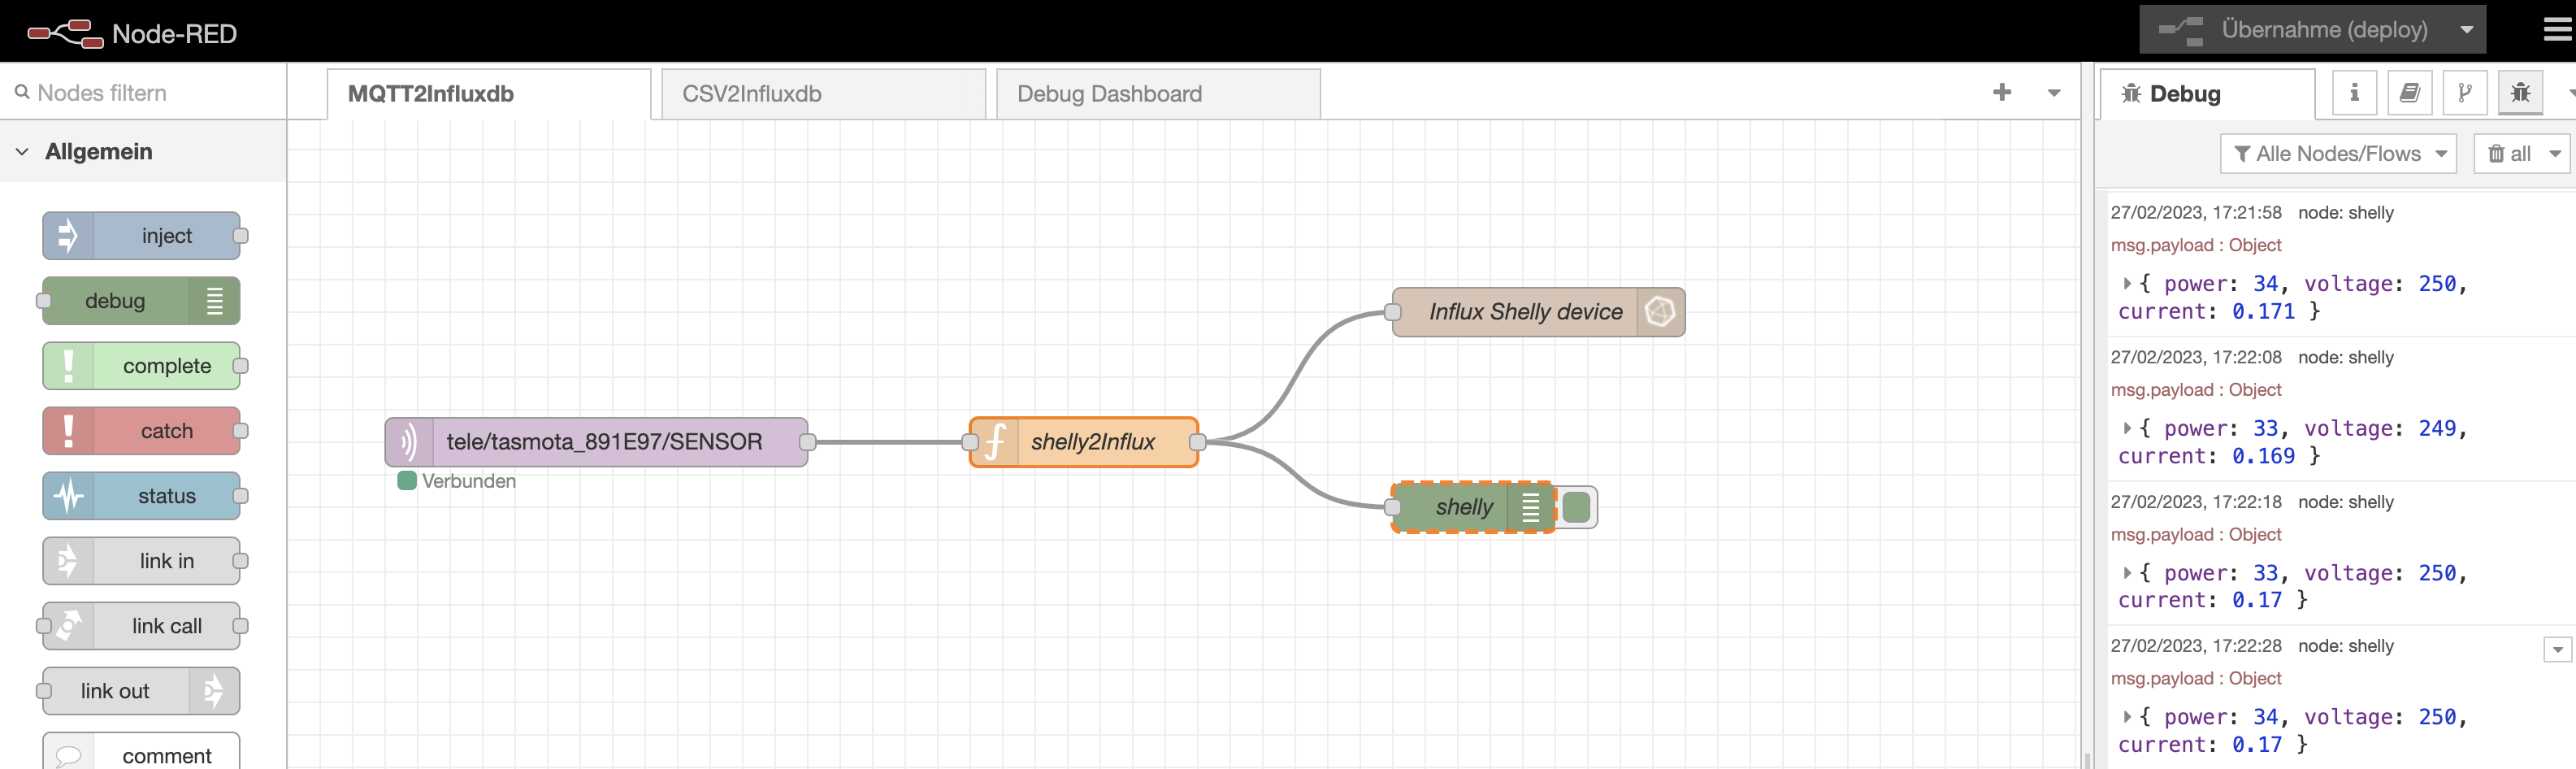 Node-RED
Übernahme (deploy)
Nodes filtern
MQTT2Influxdb
CSV2Influxdb
Debug Dashboard
Debug
Allgemein
Alle Nodes/Flows
all
inject
debug
complete
catch
status
link in
link call
link out
comment
tele/tasmota_891E97/SENSOR
Verbunden
shelly2Influx
Influx Shelly device
shelly
27/02/2023, 17:21:58 node: shelly
msg.payload : Object
{ power: 34, voltage: 250,
current: 0.171 }
27/02/2023, 17:22:08 node: shelly
msg.payload : Object
{ power: 33, voltage: 249,
current: 0.169 }
27/02/2023, 17:22:18 node: shelly
msg.payload : Object
{ power: 33, voltage: 250,
current: 0.17 }
27/02/2023, 17:22:28 node: shelly
msg.payload : Object
{ power: 34, voltage: 250,
current: 0.17 }